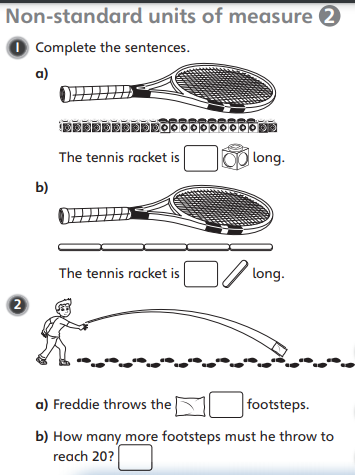 Non-standard units of measure 2
1 Complete the sentences.
a)
The tennis racket is long.
b)
The tennis racket is long.
2
a) Freddie throws the footsteps.
b) How many more footsteps must he throw to
reach 20?